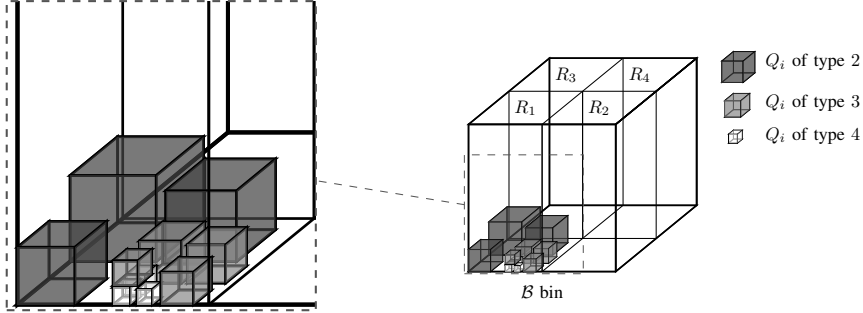 R₃ R₄
R₁ R₂
Qᵢ of type 2
Qᵢ of type 3
Qᵢ of type 4
ℬ bin